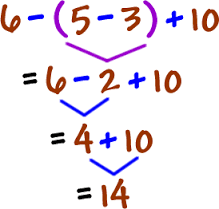 6 - (5 - 3) + 10
= 6 - 2 + 10
= 4 + 10
= 14